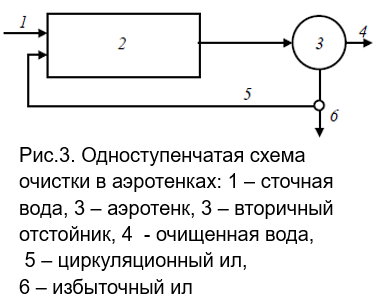 1
2
3
4
5
6
Рис.3. Одноступенчатая схема
очистки в аэротенках: 1 – сточная
вода, 3 – аэротенк, 3 – вторичный
отстойник, 4  - очищенная вода,
5 – циркуляционный ил,
6 – избыточный ил